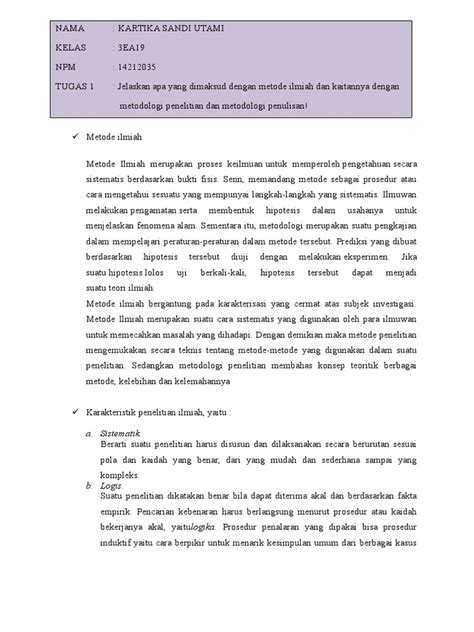 NAMA : KARTIKA SANDI UTAMI
KELAS : 3EA19
NPM : 14212035
TUGAS 1 : Jelaskan apa yang dimaksud dengan metode ilmiah dan kaitannya dengan
metodologi penelitian dan metodologi penulisan!
✓ Metode ilmiah
Metode Ilmiah merupakan proses keilmuan untuk memperoleh pengetahuan secara
sistematis berdasarkan bukti fisis. Senn, memandang metode sebagai prosedur atau
cara mengetahui sesuatu yang mempunyai langkah-langkah yang sistematis. Ilmuwan
melakukan pengamatan serta membentuk hipotesis dalam usahanya untuk
menjelaskan fenomena alam. Sementara itu, metodologi merupakan suatu pengkajian
dalam mempelajari peraturan-peraturan dalam metode tersebut. Prediksi yang dibuat
berdasarkan hipotesis tersebut diuji dengan melakukan eksperimen. Jika
suatu hipotesis lolos uji berkali-kali, hipotesis tersebut dapat menjadi
suatu teori ilmiah.
Metode ilmiah bergantung pada karakterisasi yang cermat atas subjek investigasi.
Metode Ilmiah merupakan suatu cara sistematis yang digunakan oleh para ilmuwan
untuk memecahkan masalah yang dihadapi. Dengan demikian maka metode penelitian
mengemukakan secara teknis tentang metode-metode yang digunakan dalam suatu
penelitian. Sedangkan metodologi penelitian membahas konsep teoritik berbagai
metode, kelebihan dan kelemahannya
✓ Karakteristik penelitian ilmiah, yaitu :
a. Sistematik.
Berarti suatu penelitian harus disusun dan dilaksanakan secara berurutan sesuai
pola dan kaidah yang benar, dari yang mudah dan sederhana sampai yang
kompleks.
b. Logis.
Suatu penelitian dikatakan benar bila dapat diterima akal dan berdasarkan fakta
empirik. Pencarian kebenaran harus berlangsung menurut prosedur atau kaidah
bekerjanya akal, yaitulogika. Prosedur penalaran yang dipakai bisa prosedur
induktif yaitu cara berpikir untuk menarik kesimpulan umum dari berbagai kasus